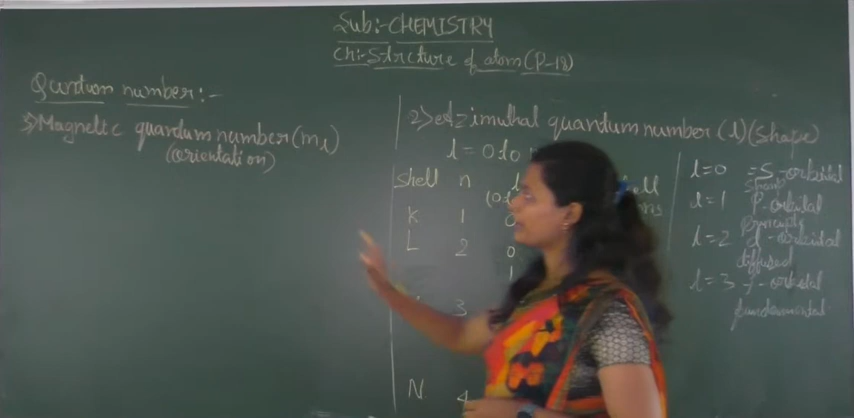 Sub:- CHEMISTRY
Ch:- Structure of atom (P-18)
Quantum number:-
3) Magnetic quantum number (ml)
(orientation)
2) Azimuthal quantum number (l) (shape)
l = 0 to
Shell n
K 1 0
L 2 0
1
3
N 4
l=0 = S-orbital
Sharp
l=1 P-orbital
l=2 d-orbital
diffused
l=3 f-orbital
fundamental